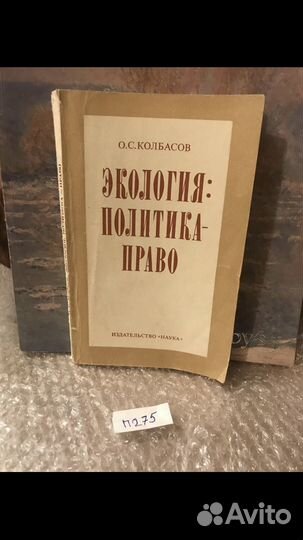 О.С.КОЛБАСОВ
ЭКОЛОГИЯ:
ПОЛИТИКА-
ПРАВО
ИЗДАТЕЛЬСТВО «НАУКА»
П275
Avito